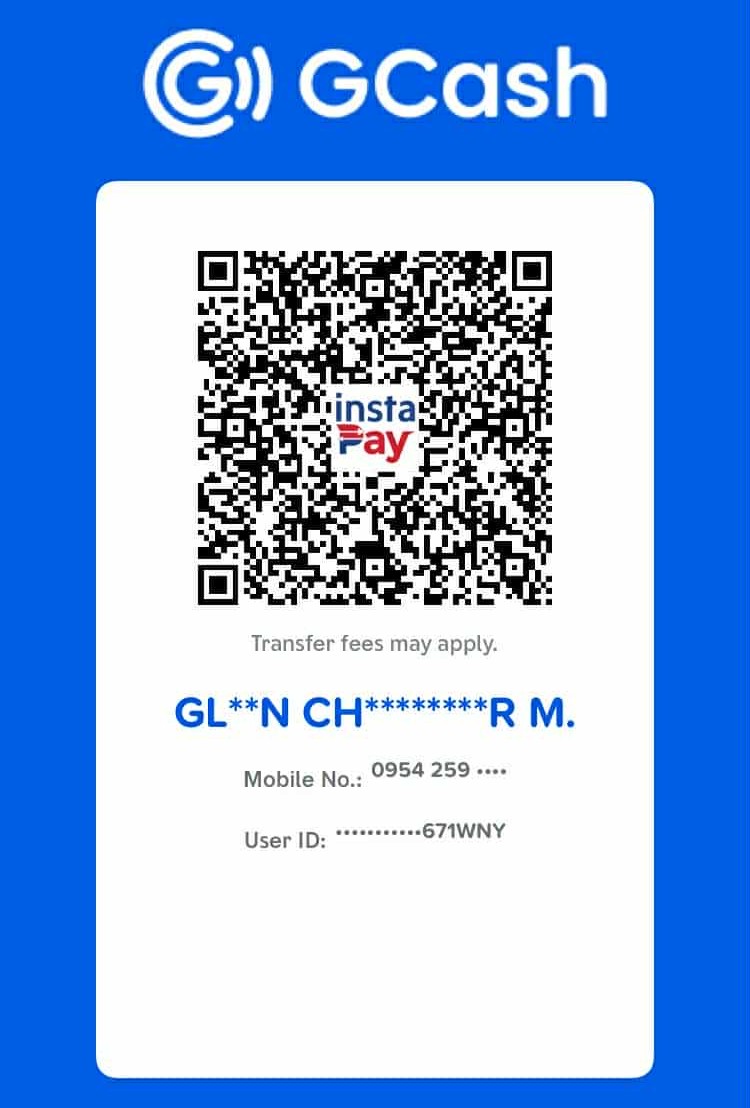 GCash
insta
Pay
Transfer fees may apply.
GL**N CH********R M.
Mobile No.: 0954 259 ••••
User ID: •••••••••••671WNY